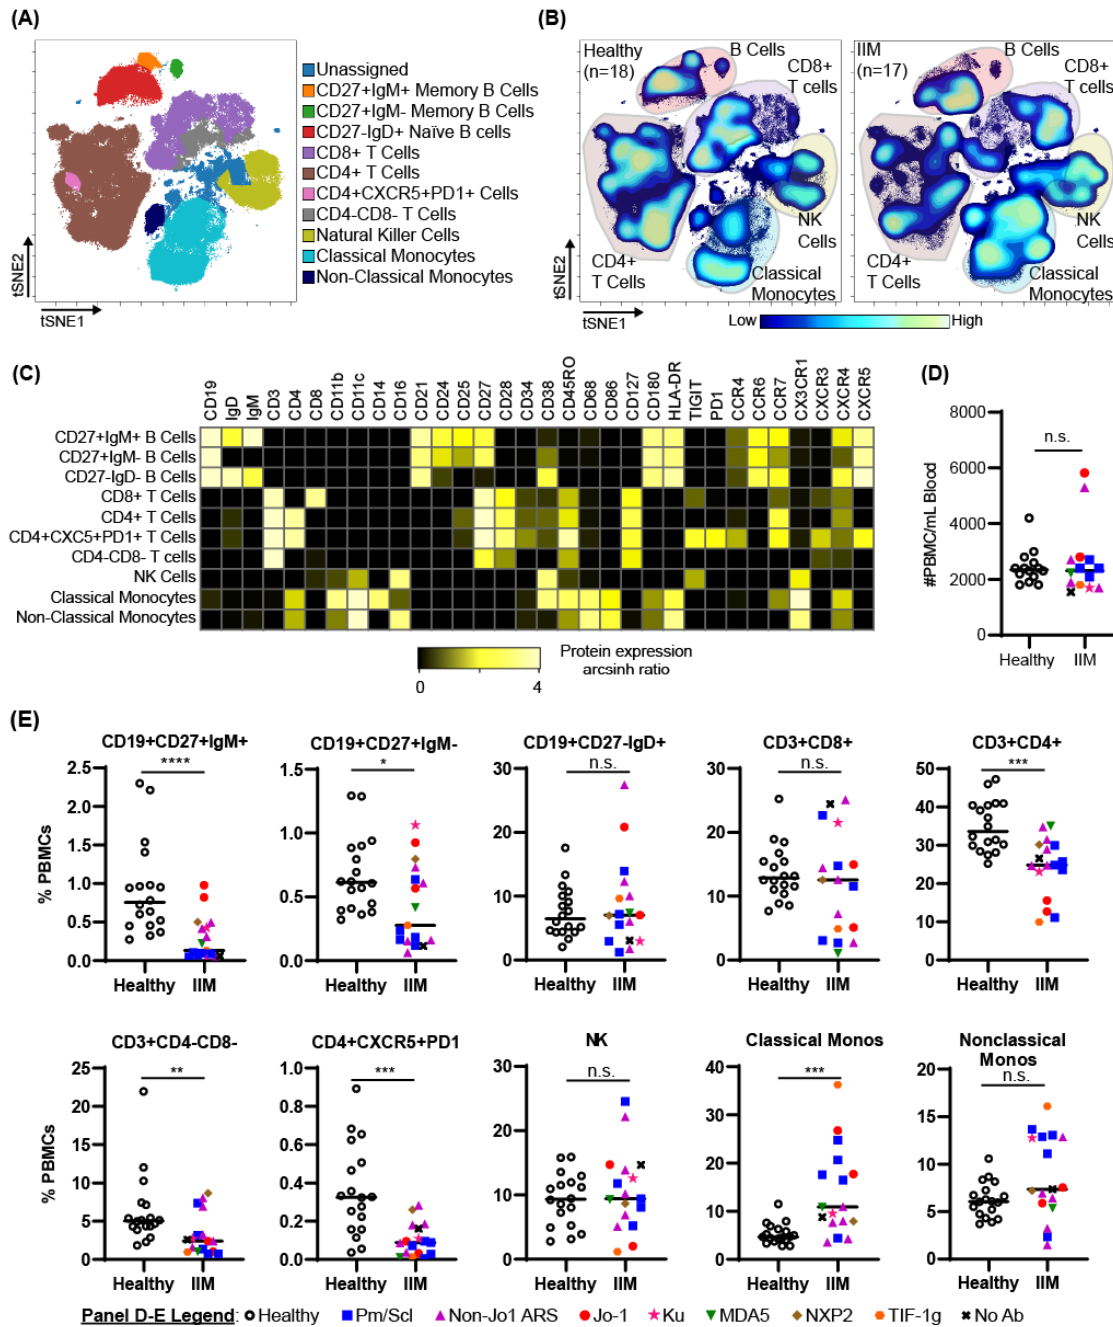 (A)
Unassigned
CD27+IgM+ Memory B Cells
CD27+IgM- Memory B Cells
CD27-IgD+ Naïve B cells
CD8+ T Cells
CD4+ T Cells
CD4+CXCR5+PD1+ Cells
CD4-CD8- T Cells
Natural Killer Cells
Classical Monocytes
Non-Classical Monocytes
tSNE2
tSNE1
(B)
Healthy
(n=18)
B Cells
CD8+
T cells
NK
Cells
CD4+
T Cells
Classical
Monocytes
tSNE2
tSNE1
IIM
(n=17)
B Cells
CD8+
T cells
NK
Cells
CD4+
T Cells
Classical
Monocytes
Low
High
(C)
CD19 IgD IgM CD3 CD4 CD8 CD11b CD11c CD14 CD16 CD21 CD24 CD25 CD27 CD28 CD34 CD38 CD45RO CD68 CD86 CD127 CD180 HLA-DR TIGIT PD1 CCR4 CCR6 CCR7 CX3CR1 CXCR3 CXCR4 CXCR5
CD27+IgM+ B Cells
CD27+IgM- B Cells
CD27-IgD- B Cells
CD8+ T Cells
CD4+ T Cells
CD4+CXC5+PD1+ T Cells
CD4-CD8- T cells
NK Cells
Classical Monocytes
Non-Classical Monocytes
0 2 4
Protein expression
arcsinh ratio
(D)
#PBMC/mL Blood
8000
6000
4000
2000
0
n.s.
Healthy IIM
(E)
CD19+CD27+IgM+
% PBMCs
2.5
2.0
1.5
1.0
0.5
0.0
****
Healthy IIM
CD19+CD27+IgM-
1.5
1.0
0.5
0.0
*
Healthy IIM
CD19+CD27-IgD+
30
20
10
0
n.s.
Healthy IIM
CD3+CD8+
30
20
10
0
n.s.
Healthy IIM
CD3+CD4+
50
40
30
20
10
0
***
Healthy IIM
CD3+CD4-CD8-
% PBMCs
25
20
15
10
5
0
**
Healthy IIM
CD4+CXCR5+PD1
1.0
0.8
0.6
0.4
0.2
0.0
***
Healthy IIM
NK
30
20
10
0
n.s.
Healthy IIM
Classical Monos
40
30
20
10
0
***
Healthy IIM
Nonclassical
Monos
20
15
10
5
0
n.s.
Healthy IIM
Panel D-E Legend: Healthy Pm/Scl Non-Jo1 ARS Jo-1 Ku MDA5 NXP2 TIF-1g No Ab